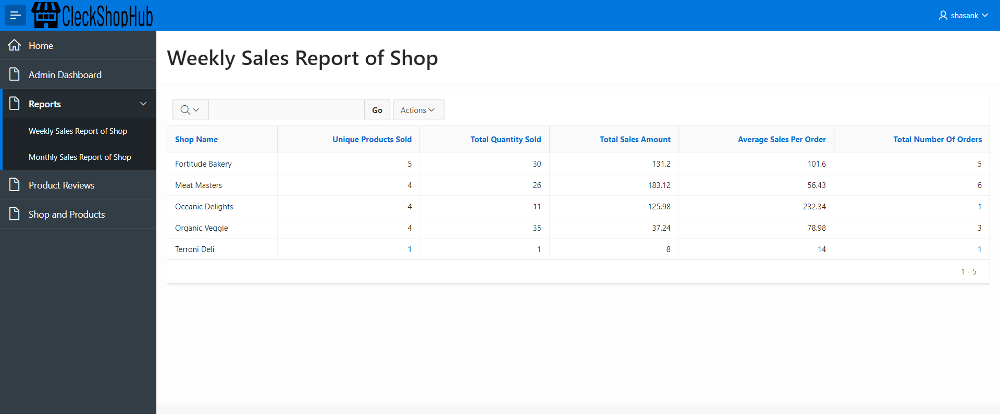 CleckShopHub
shasank
Home
Admin Dashboard
Reports
Weekly Sales Report of Shop
Monthly Sales Report of Shop
Product Reviews
Shop and Products
Weekly Sales Report of Shop
Go Actions
Shop Name Unique Products Sold Total Quantity Sold Total Sales Amount Average Sales Per Order Total Number Of Orders
Fortitude Bakery 5 30 131.2 101.6 5
Meat Masters 4 26 183.12 56.43 6
Oceanic Delights 4 11 125.98 232.34 1
Organic Veggie 4 35 37.24 78.98 3
Terroni Deli 1 1 8 14 1
1 - 5